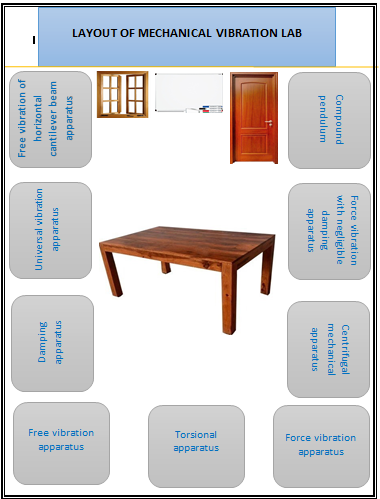 LAYOUT OF MECHANICAL VIBRATION LAB
Free vibration of
horizontal
cantilever beam
apparatus
Compound
pendulum
Universal vibration
apparatus
Force vibration
with negligible
damping
apparatus
Damping
apparatus
Centrifugal
mechanical
apparatus
Free vibration
apparatus
Torsional
apparatus
Force vibration
apparatus